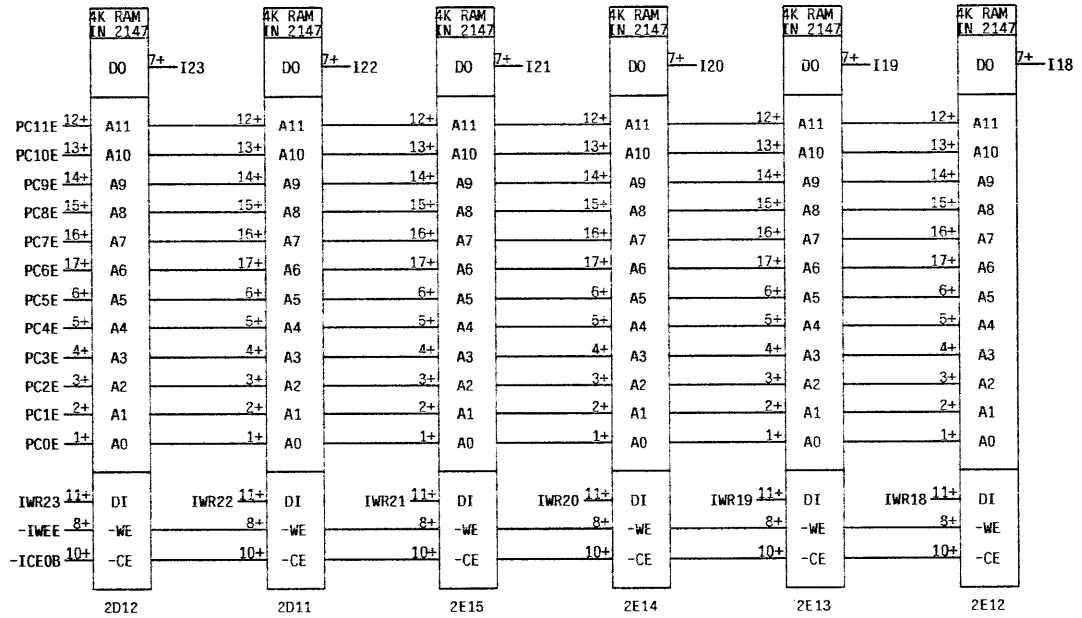 4K RAM 4K RAM 4K RAM 4K RAM 4K RAM 4K RAM
IN 2147 IN 2147 IN 2147 IN 2147 IN 2147 IN 2147
DO 7+ I23 DO 7+ I22 DO 7+ I21 DO 7+ I20 DO 7+ I19 DO 7+ I18
PC11E 12+ A11 12+ A11 12+ A11 12+ A11 12+ A11 12+ A11
PC10E 13+ A10 13+ A10 13+ A10 13+ A10 13+ A10 13+ A10
PC9E 14+ A9 14+ A9 14+ A9 14+ A9 14+ A9 14+ A9
PC8E 15+ A8 15+ A8 15+ A8 15+ A8 15+ A8 15+ A8
PC7E 16+ A7 16+ A7 16+ A7 16+ A7 16+ A7 16+ A7
PC6E 17+ A6 17+ A6 17+ A6 17+ A6 17+ A6 17+ A6
PC5E 6+ A5 6+ A5 6+ A5 6+ A5 6+ A5 6+ A5
PC4E 5+ A4 5+ A4 5+ A4 5+ A4 5+ A4 5+ A4
PC3E 4+ A3 4+ A3 4+ A3 4+ A3 4+ A3 4+ A3
PC2E 3+ A2 3+ A2 3+ A2 3+ A2 3+ A2 3+ A2
PC1E 2+ A1 2+ A1 2+ A1 2+ A1 2+ A1 2+ A1
PC0E 1+ A0 1+ A0 1+ A0 1+ A0 1+ A0 1+ A0
IWR23 11+ DI IWR22 11+ DI IWR21 11+ DI IWR20 11+ DI IWR19 11+ DI IWR18 11+ DI
-IWEE 8+ -WE 8+ -WE 8+ -WE 8+ -WE 8+ -WE 8+ -WE
-ICE0B 10+ -CE 10+ -CE 10+ -CE 10+ -CE 10+ -CE 10+ -CE
2D12 2D11 2E15 2E14 2E13 2E12